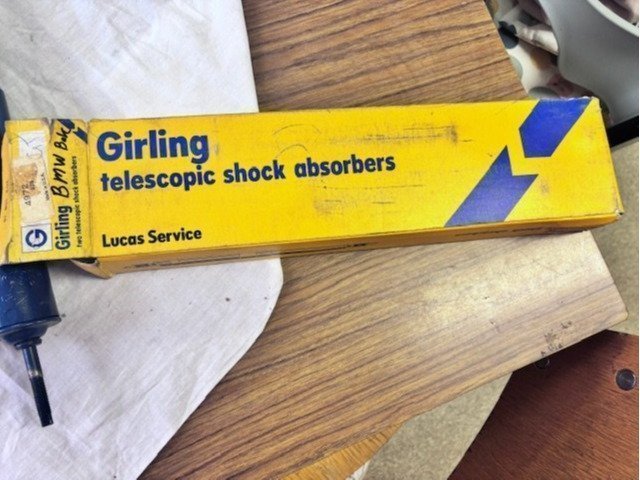 Girling
telescopic shock absorbers
Lucas Service
Girling BMW
two telescopic shock absorbers
G